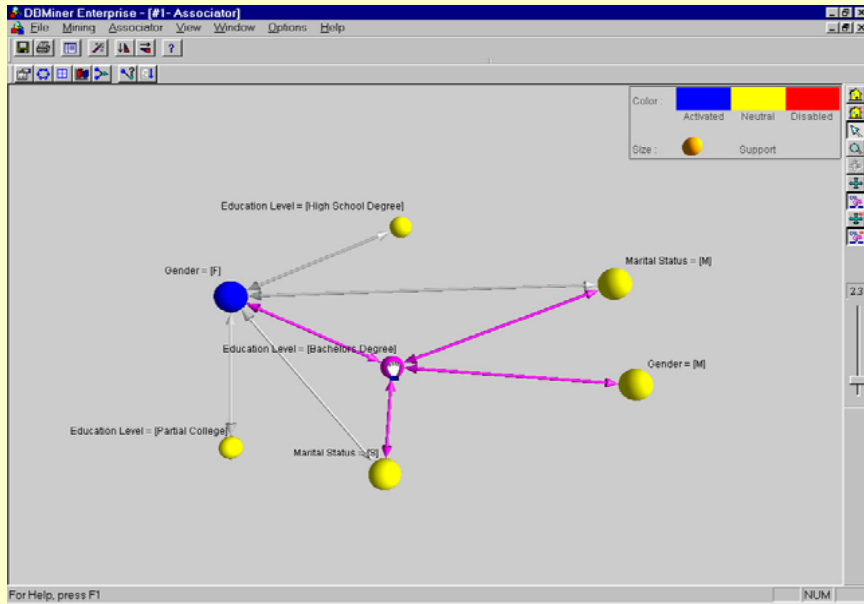 DBMiner Enterprise - [#1- Associator]
File Mining Associator View Window Options Help
Color :
Activated Neutral Disabled
Size : Support
Education Level = [High School Degree]
Gender = [F]
Marital Status = [M]
Education Level = [Bachelors Degree]
Gender = [M]
Education Level = [Partial College]
Marital Status = [S]
For Help, press F1
NUM